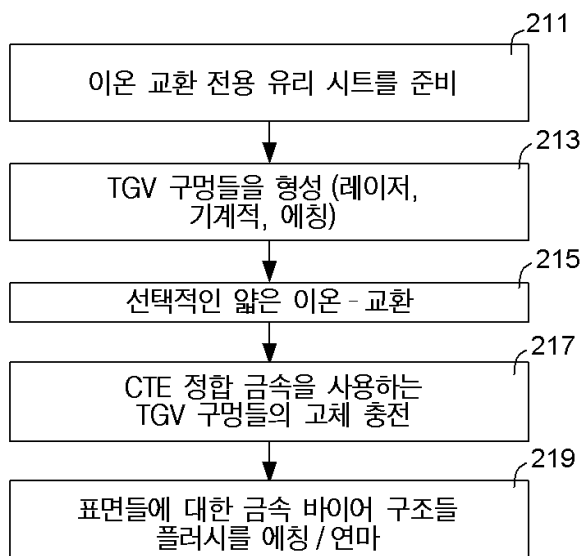 211
이온 교환 전용 유리 시트를 준비
213
TGV 구멍들을 형성 (레이저,
기계적, 에칭)
215
선택적인 얇은 이온 - 교환
217
CTE 정합 금속을 사용하는
TGV 구멍들의 고체 충전
219
표면들에 대한 금속 바이어 구조들
플러시를 에칭 / 연마